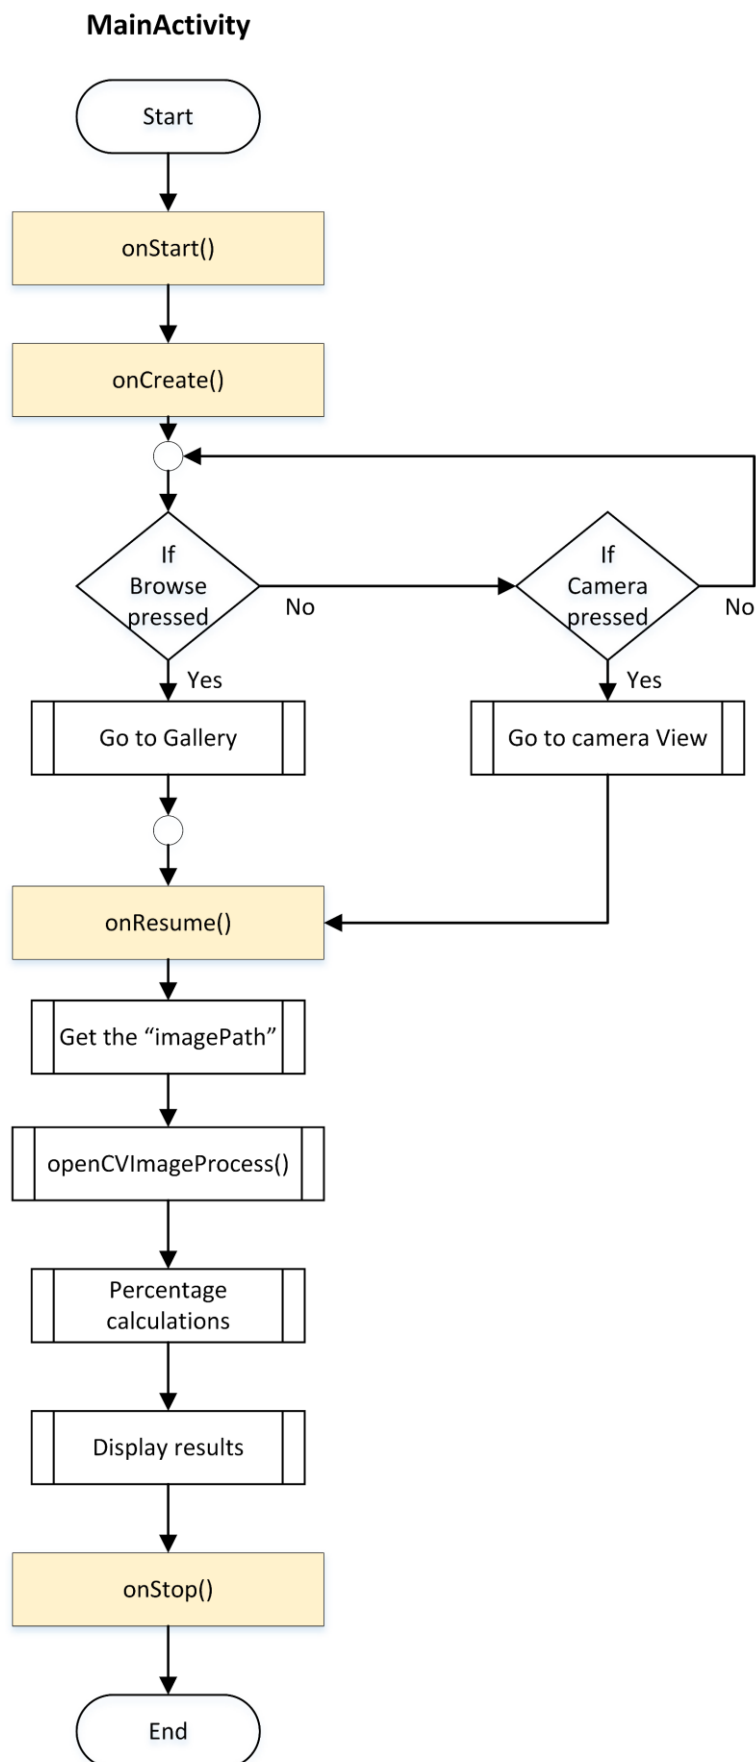 MainActivity
Start
onStart()
onCreate()
If
Browse
pressed
No
If
Camera
pressed
No
Yes
Yes
Go to Gallery
Go to camera View
onResume()
Get the “imagePath”
openCVImageProcess()
Percentage
calculations
Display results
onStop()
End